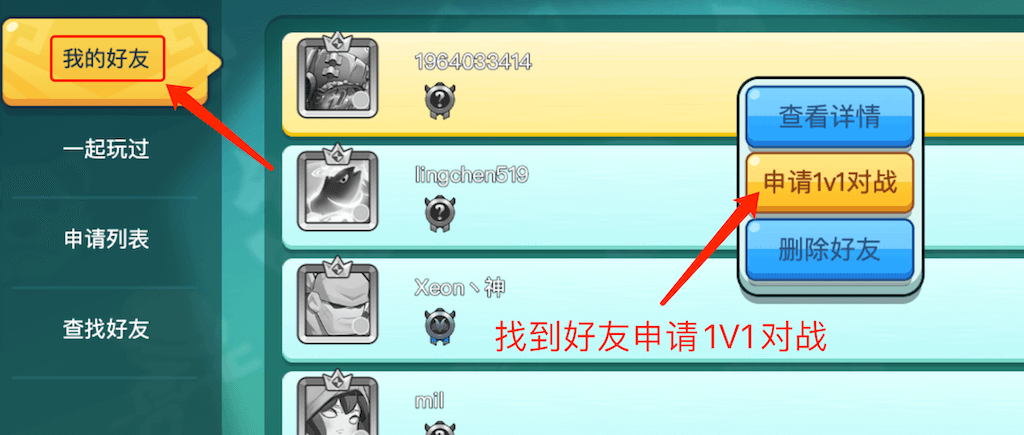 我的好友
一起玩过
申请列表
查找好友
1964033414
lingchen519
Xeon丶神
mil
查看详情
申请1v1对战
删除好友
找到好友申请1V1对战